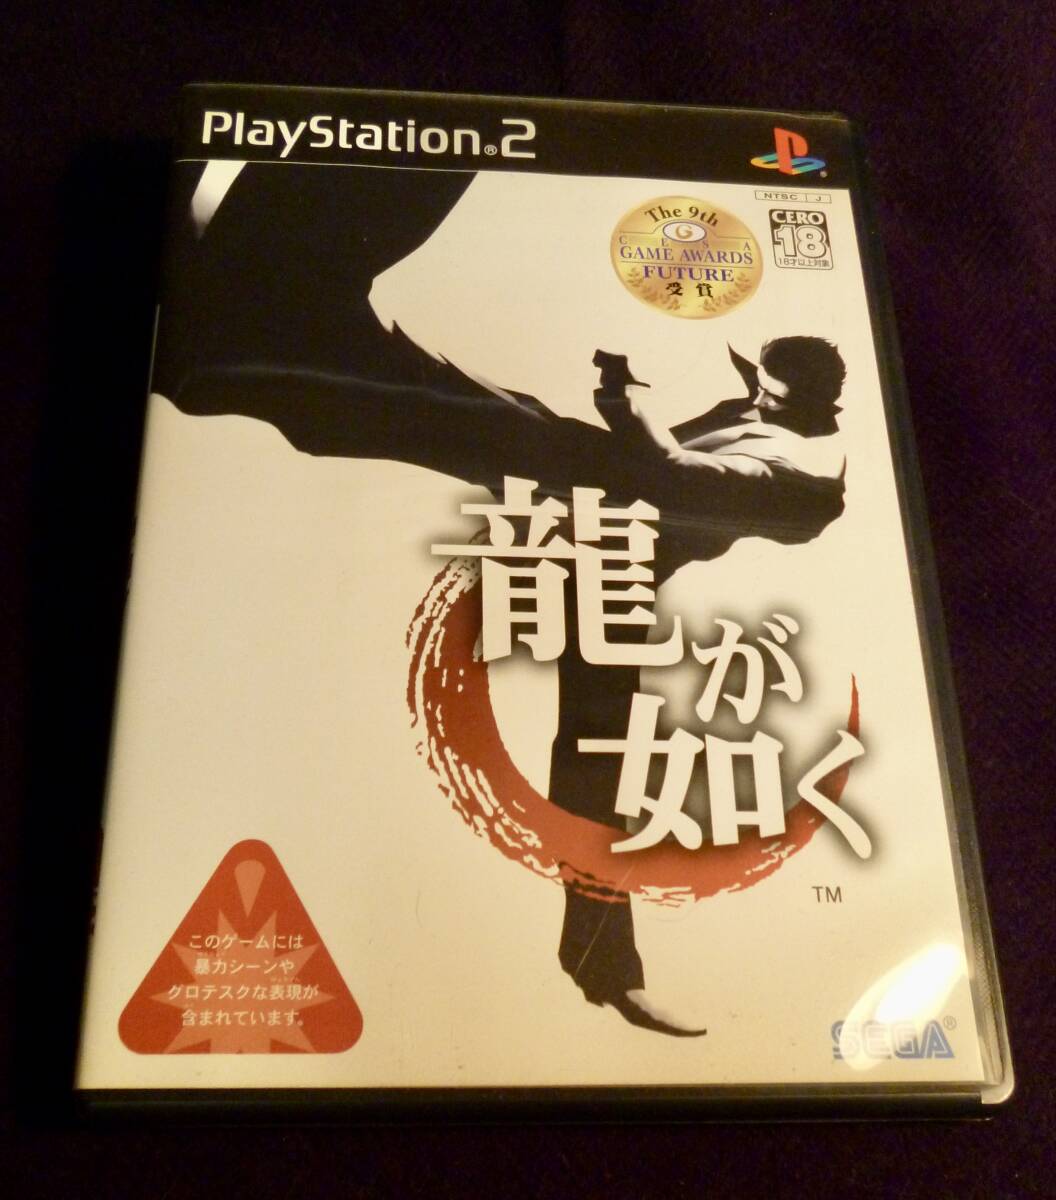 PlayStation®2
NTSC J
The 9th
G
CESA
GAME AWARDS
FUTURE
受賞
CERO
18
18才以上対象
龍が
如く
TM
このゲームには
暴力シーンや
グロテスクな表現が
含まれています。
SEGA®